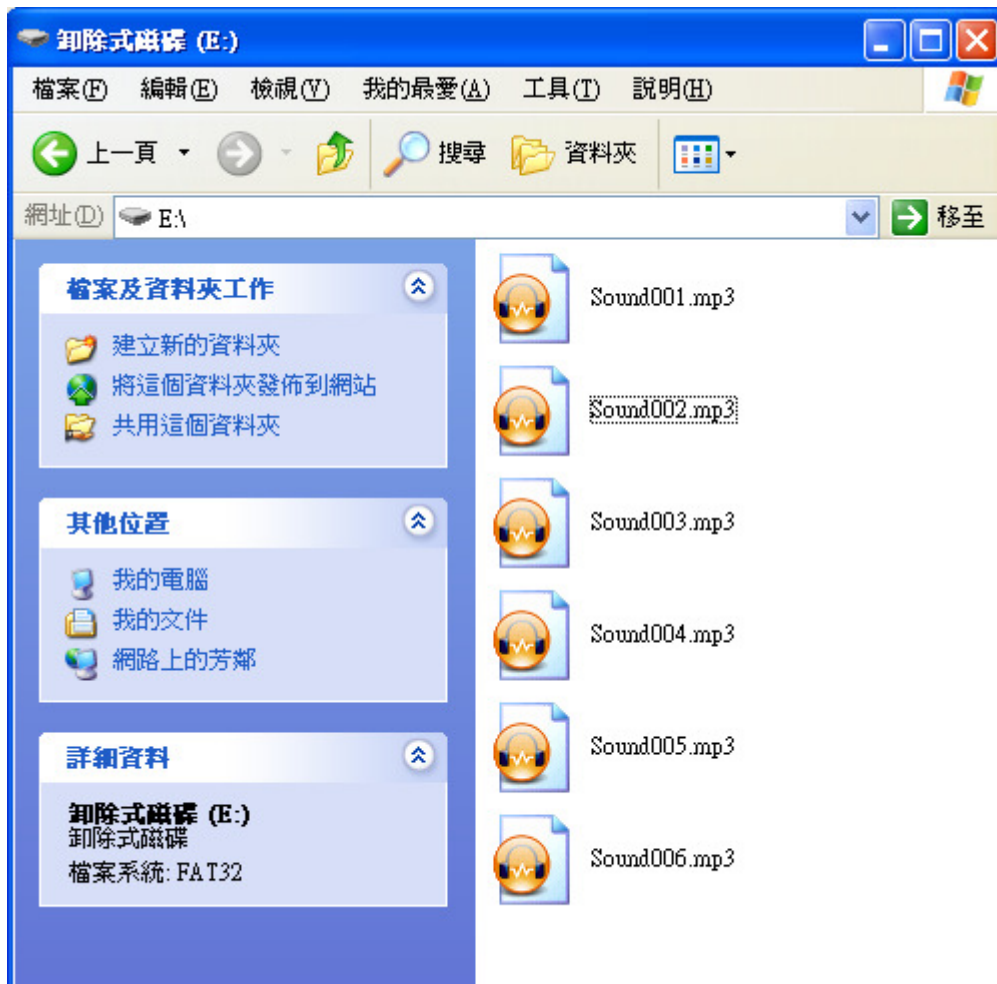 卸除式磁碟 (E:)
檔案(F) 編輯(E) 檢視(V) 我的最愛(A) 工具(T) 說明(H)
上一頁 搜尋 資料夾
網址(D) E:\ 移至
檔案及資料夾工作
建立新的資料夾
將這個資料夾發佈到網站
共用這個資料夾
其他位置
我的電腦
我的文件
網路上的芳鄰
詳細資料
卸除式磁碟 (E:)
卸除式磁碟
檔案系統: FAT32
Sound001.mp3
Sound002.mp3
Sound003.mp3
Sound004.mp3
Sound005.mp3
Sound006.mp3